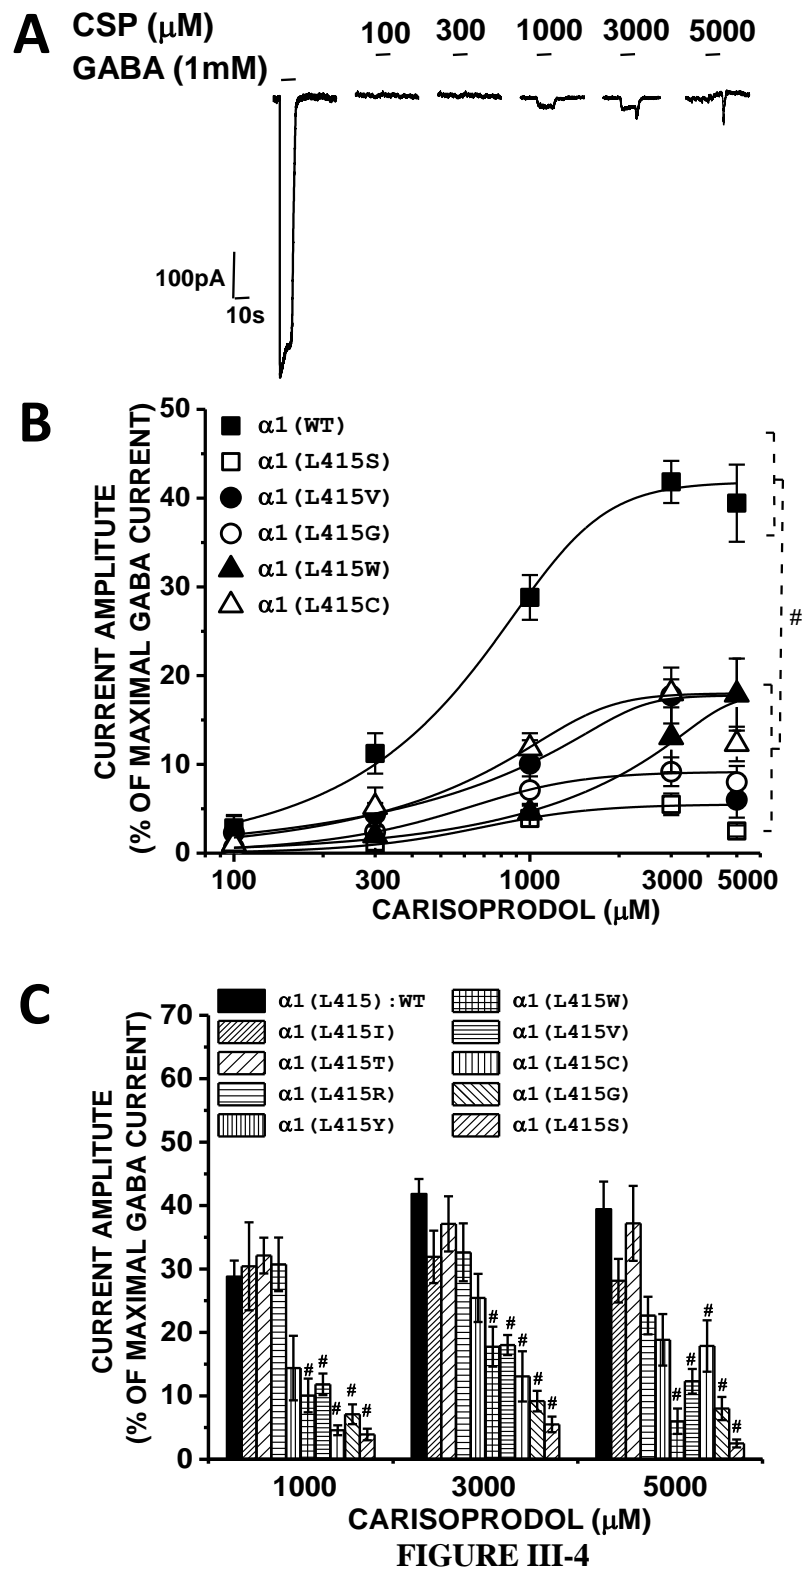 A
CSP (μM) 100 300 1000 3000 5000
GABA (1mM)
100pA
10s
B
CURRENT AMPLITUDE
(% OF MAXIMAL GABA CURRENT)
50
40
30
20
10
0
α1(WT)
α1(L415S)
α1(L415V)
α1(L415G)
α1(L415W)
α1(L415C)
#
100 300 1000 3000 5000
CARISOPRODOL (μM)
C
CURRENT AMPLITUDE
(% OF MAXIMAL GABA CURRENT)
70
60
50
40
30
20
10
0
α1(L415):WT
α1(L415I)
α1(L415T)
α1(L415R)
α1(L415Y)
α1(L415W)
α1(L415V)
α1(L415C)
α1(L415G)
α1(L415S)
# # # # #
# # # # #
# # # # #
1000 3000 5000
CARISOPRODOL (μM)
FIGURE III-4